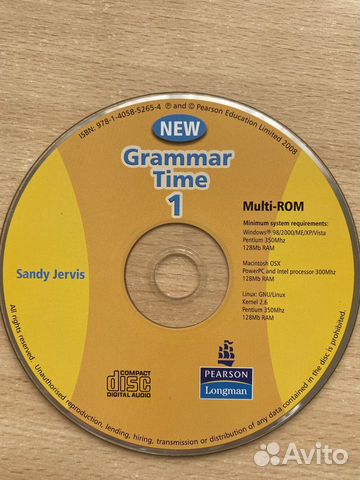 ISBN: 978-1-4058-5265-4 ℗ and © Pearson Education Limited 2008
NEW
Grammar
Time
1
Multi-ROM
Minimum system requirements:
Windows® 98/2000/ME/XP/Vista
Pentium 350Mhz
128Mb RAM
Macintosh OSX
PowerPC and Intel processor 300Mhz
128Mb RAM
Linux: GNU/Linux
Kernel 2.6
Pentium 350Mhz
128Mb RAM
Sandy Jervis
COMPACT
disc
DIGITAL AUDIO
PEARSON
Longman
All rights reserved. Unauthorised reproduction, lending, hiring, transmission or distribution of any data contained in the disc is prohibited.
Avito